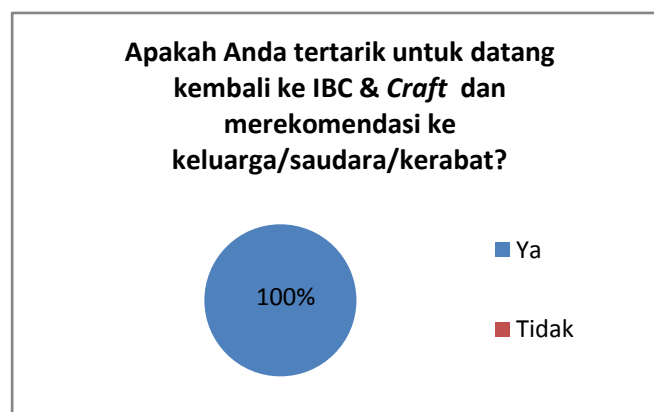 Apakah Anda tertarik untuk datang
kembali ke IBC & Craft dan
merekomendasi ke
keluarga/saudara/kerabat?
100%
Ya
Tidak